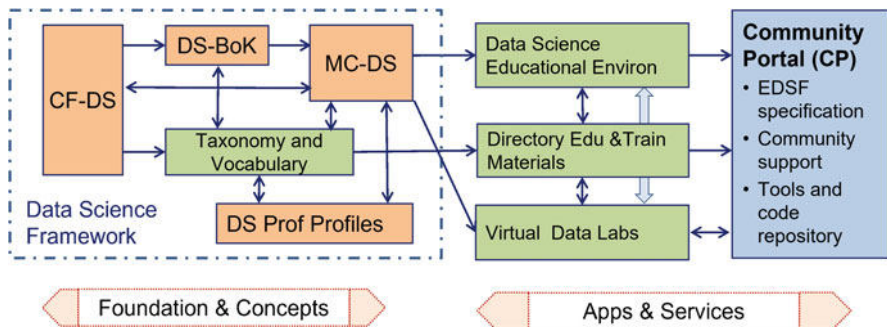 CF-DS
DS-BoK
MC-DS
Taxonomy and
Vocabulary
DS Prof Profiles
Data Science
Framework
Data Science
Educational Environ
Directory Edu &Train
Materials
Virtual Data Labs
Community
Portal (CP)
• EDSF
specification
• Community
support
• Tools and
code
repository
Foundation & Concepts
Apps & Services